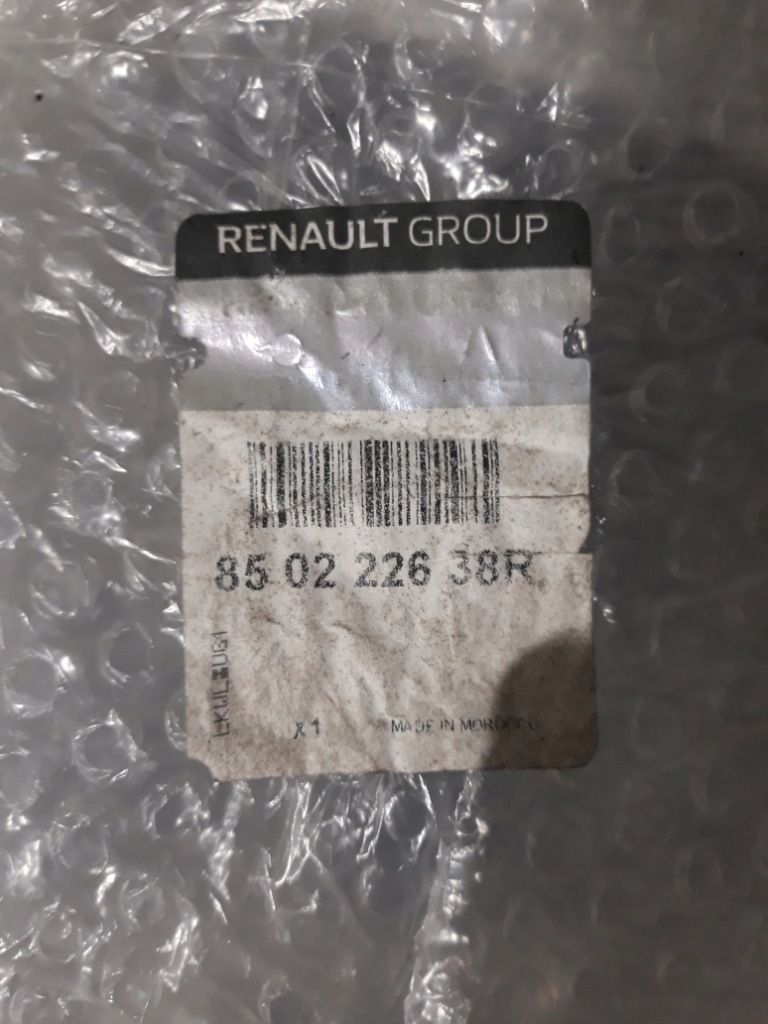 RENAULT GROUP
85 02 226 38R
x1
MADE IN MOROCCO